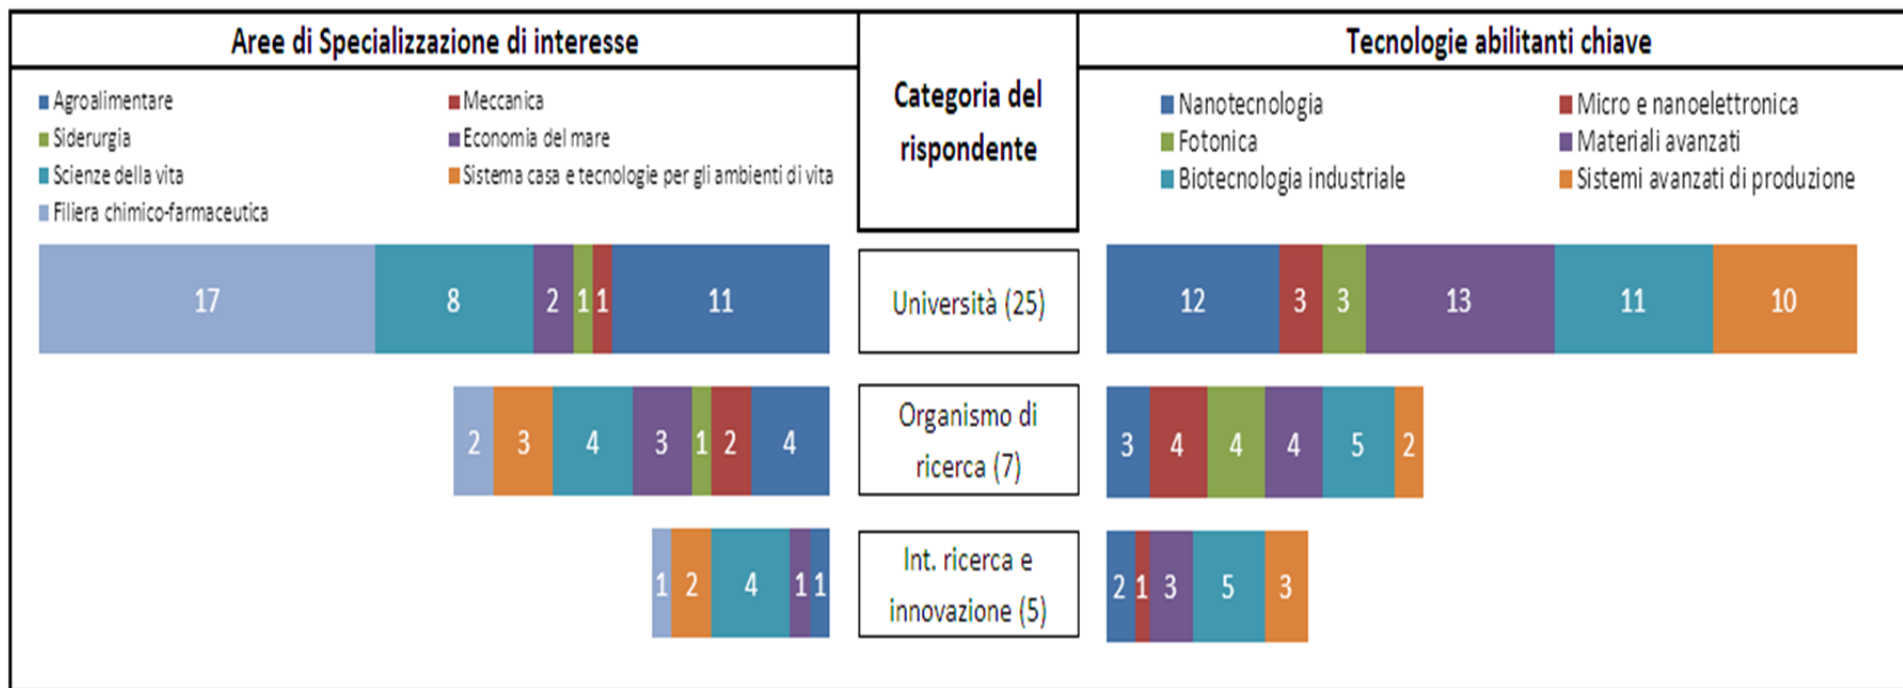 Aree di Specializzazione di interesse
Agroalimentare
Meccanica
Siderurgia
Economia del mare
Scienze della vita
Sistema casa e tecnologie per gli ambienti di vita
Filiera chimico-farmaceutica
Categoria del
rispondente
Tecnologie abilitanti chiave
Nanotecnologia
Micro e nanoelettronica
Fotonica
Materiali avanzati
Biotecnologia industriale
Sistemi avanzati di produzione
17 8 2 1 1 11
Università (25)
12 3 3 13 11 10
2 3 4 3 1 2 4
Organismo di
ricerca (7)
3 4 4 4 5 2
1 2 4 1 1
Int. ricerca e
innovazione (5)
2 1 3 5 3